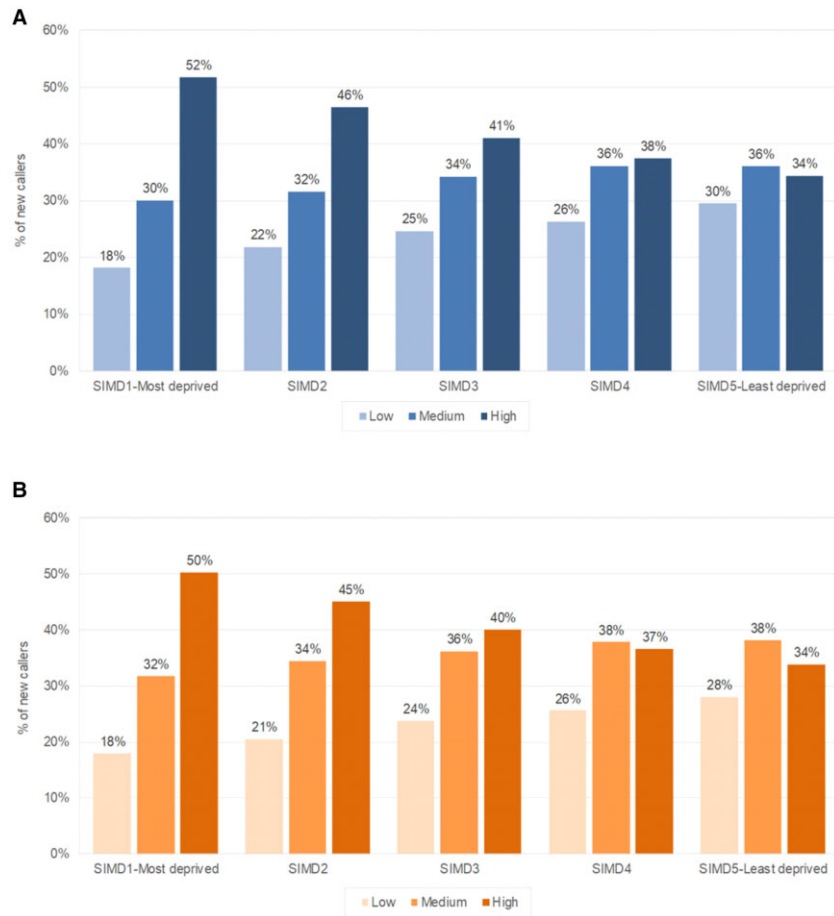 A
60%
50%
40%
30%
20%
10%
0%
% of new callers
18%
30%
52%
22%
32%
46%
25%
34%
41%
26%
36%
38%
30%
36%
34%
SIMD1-Most deprived
SIMD2
SIMD3
SIMD4
SIMD5-Least deprived
Low Medium High
B
60%
50%
40%
30%
20%
10%
0%
% of new callers
18%
32%
50%
21%
34%
45%
24%
36%
40%
26%
38%
37%
28%
38%
34%
SIMD1-Most deprived
SIMD2
SIMD3
SIMD4
SIMD5-Least deprived
Low Medium High